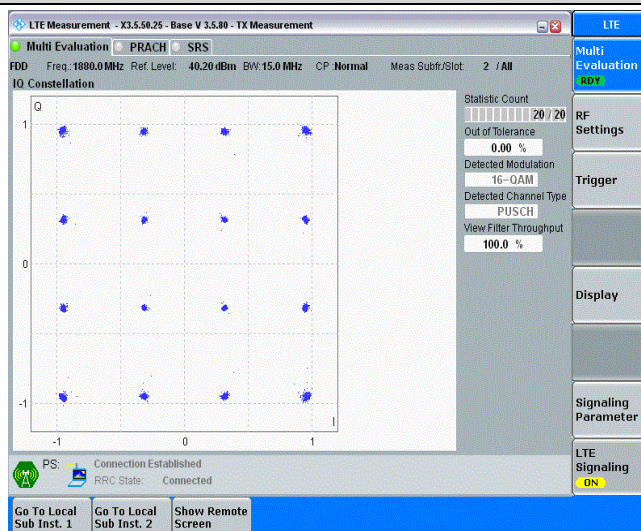 LTE Measurement - X3.5.50.25 - Base V 3.5.80 - TX Measurement
LTE
Multi Evaluation PRACH SRS
FDD Freq.:1880.0 MHz Ref. Level: 40.20 dBm BW:15.0 MHz CP :Normal Meas Subfr./Slot: 2 / All
IQ Constellation
Q
1
0
-1
-1 0 1
I
Statistic Count
20 / 20
Out of Tolerance
0.00 %
Detected Modulation
16-QAM
Detected Channel Type
PUSCH
View Filter Throughput
100.0 %
Multi
Evaluation
RDY
RF
Settings
Trigger
Display
Signaling
Parameter
LTE
Signaling
ON
PS: Connection Established
RRC State: Connected
Go To Local
Sub Inst. 1
Go To Local
Sub Inst. 2
Show Remote
Screen